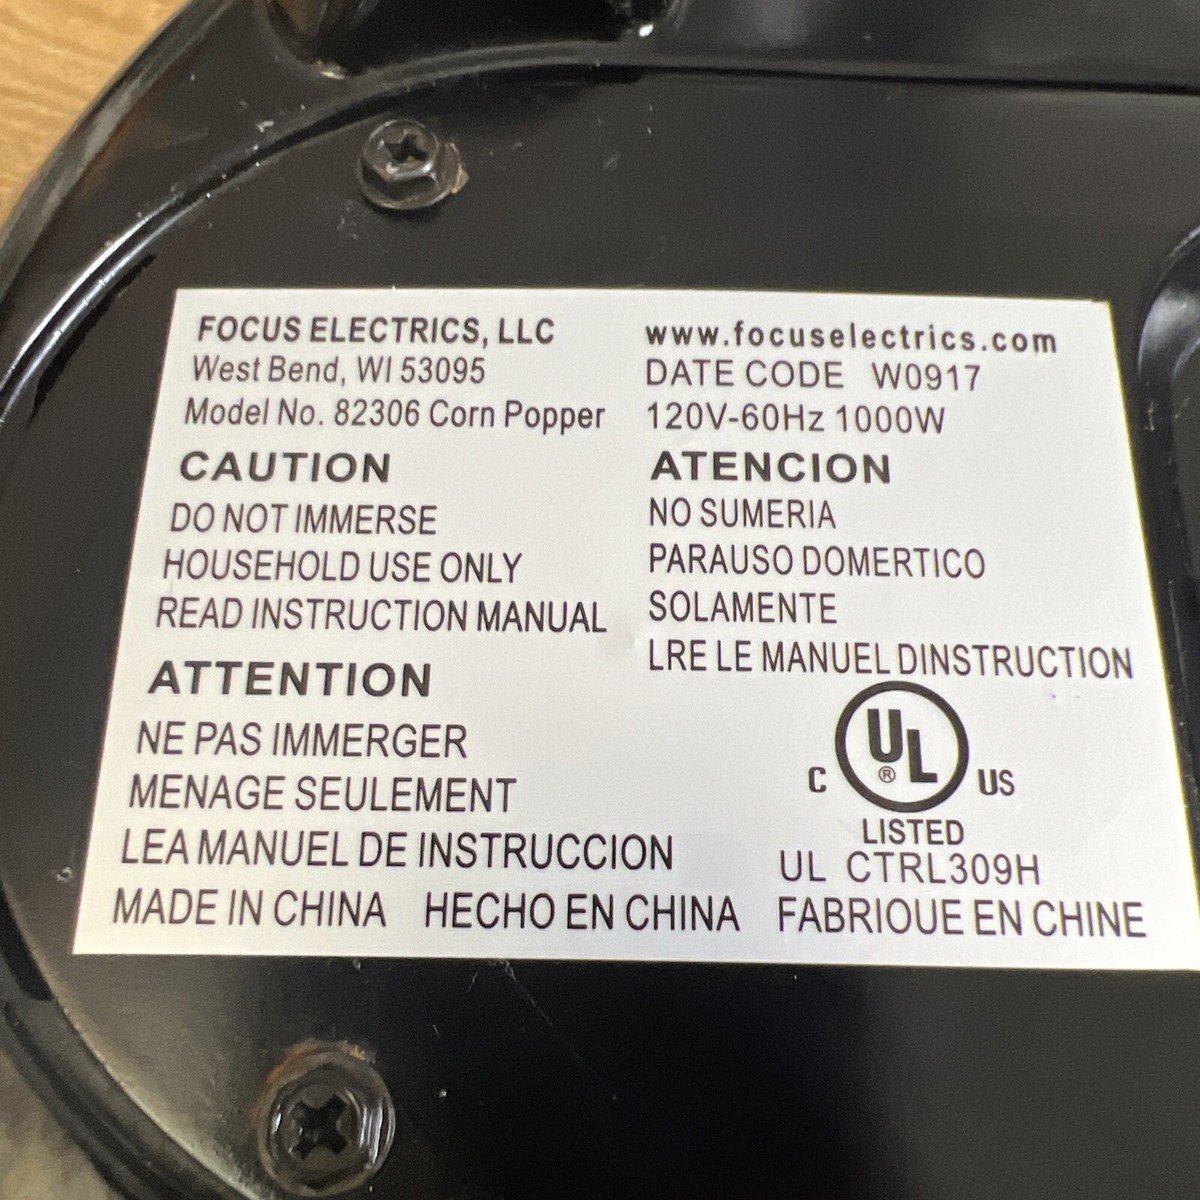 FOCUS ELECTRICS, LLC
West Bend, WI 53095
Model No. 82306 Corn Popper
www.focuselectrics.com
DATE CODE W0917
120V-60Hz 1000W
CAUTION
DO NOT IMMERSE
HOUSEHOLD USE ONLY
READ INSTRUCTION MANUAL
ATENCION
NO SUMERIA
PARAUSO DOMERTICO
SOLAMENTE
LRE LE MANUEL DINSTRUCTION
ATTENTION
NE PAS IMMERGER
MENAGE SEULEMENT
LEA MANUEL DE INSTRUCCION
C UL ® US
LISTED
UL CTRL309H
MADE IN CHINA HECHO EN CHINA FABRIOUE EN CHINE